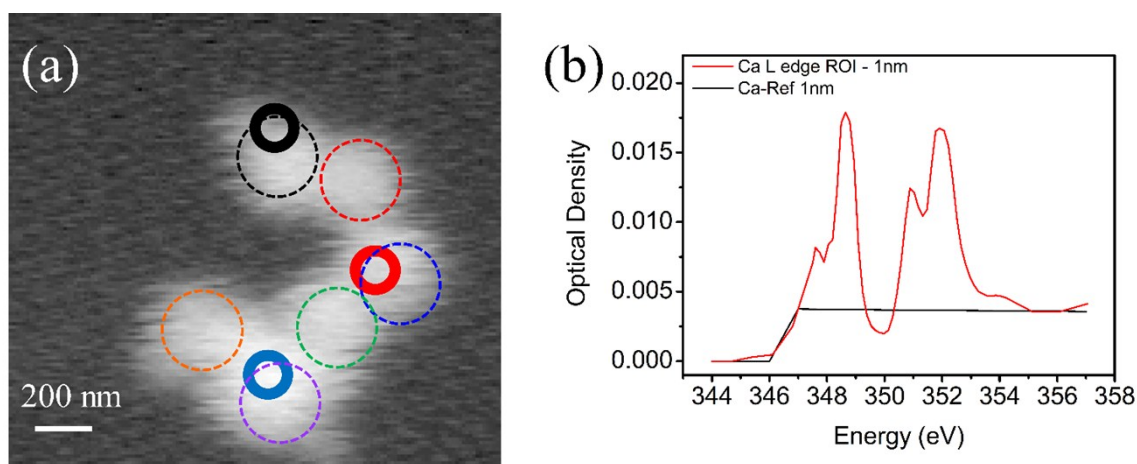 (a)
200 nm
(b)
Ca L edge ROI - 1nm
Ca-Ref 1nm
0.020
0.015
0.010
0.005
0.000
Optical Density
344 346 348 350 352 354 356 358
Energy (eV)